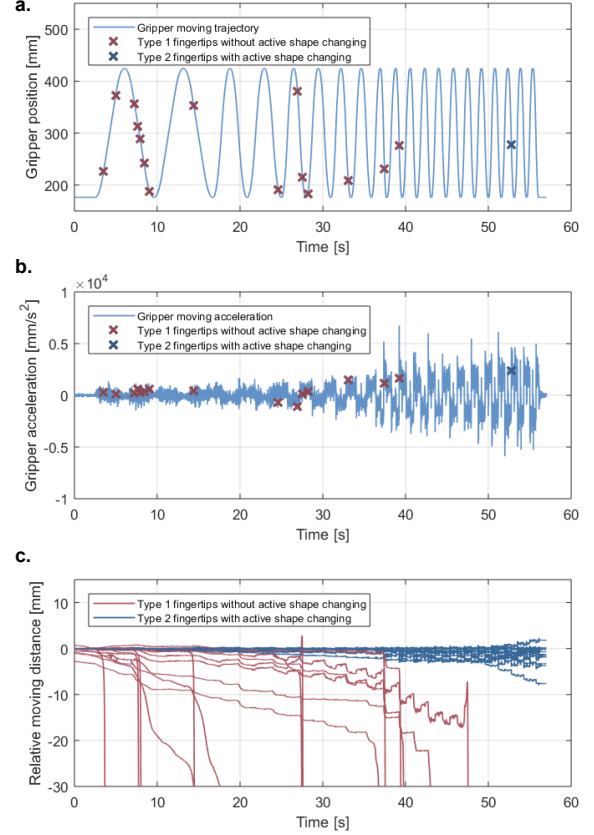 a.
Gripper moving trajectory
Type 1 fingertips without active shape changing
Type 2 fingertips with active shape changing
500
400
300
200
Gripper position [mm]
0 10 20 30 40 50 60
Time [s]
b.
× 10^4
Gripper moving acceleration
Type 1 fingertips without active shape changing
Type 2 fingertips with active shape changing
1
0.5
0
-0.5
-1
Gripper acceleration [mm/s^2]
0 10 20 30 40 50 60
Time [s]
c.
Type 1 fingertips without active shape changing
Type 2 fingertips with active shape changing
10
0
-10
-20
-30
Relative moving distance [mm]
0 10 20 30 40 50 60
Time [s]